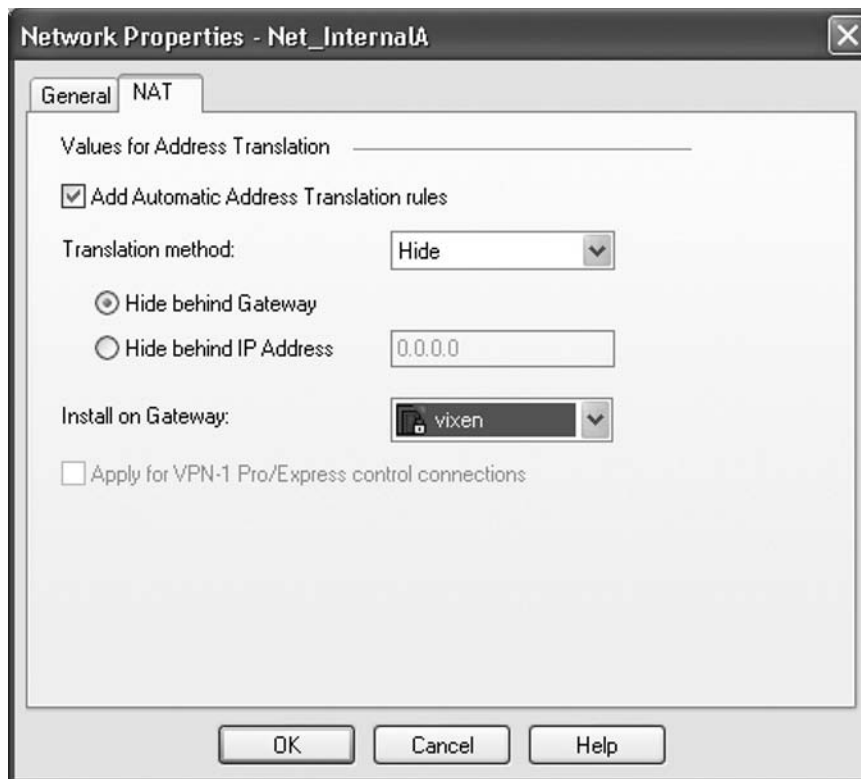 Network Properties - Net_InternalA
General NAT
Values for Address Translation
Add Automatic Address Translation rules
Translation method: Hide
Hide behind Gateway
Hide behind IP Address 0.0.0.0
Install on Gateway: vixen
Apply for VPN-1 Pro/Express control connections
OK Cancel Help